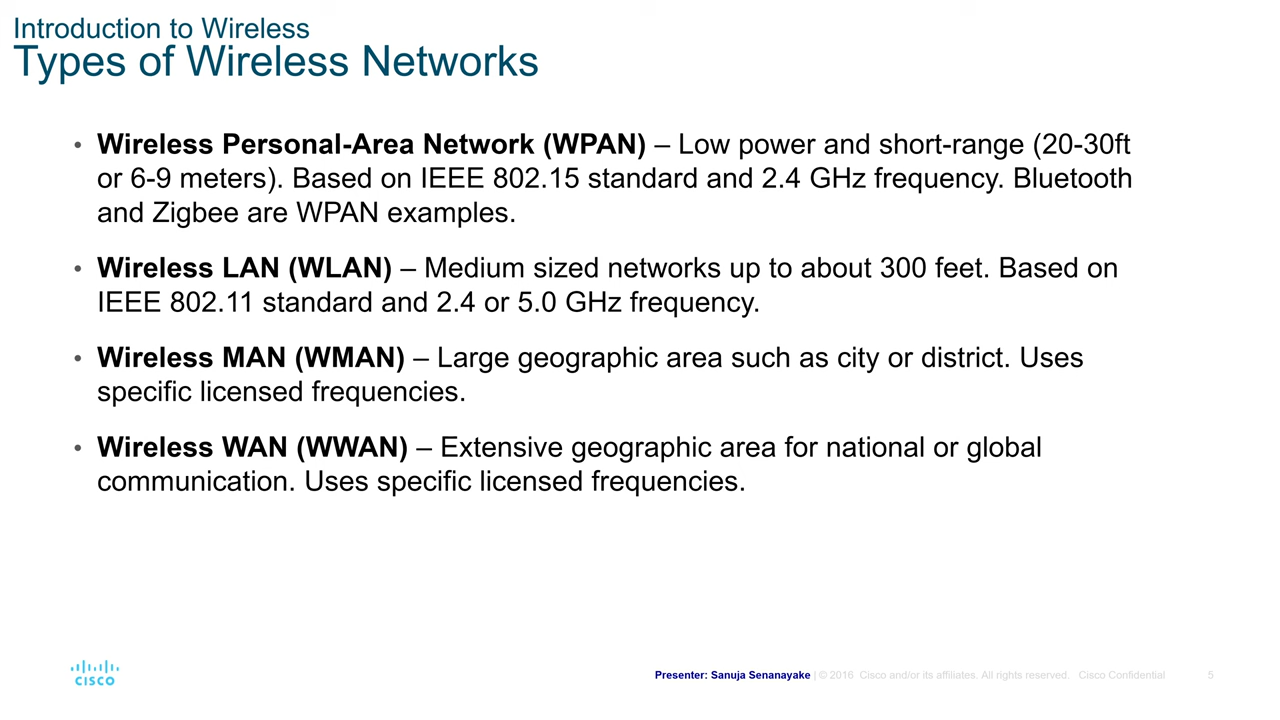 Introduction to Wireless
Types of Wireless Networks
• Wireless Personal-Area Network (WPAN) – Low power and short-range (20-30ft
or 6-9 meters). Based on IEEE 802.15 standard and 2.4 GHz frequency. Bluetooth
and Zigbee are WPAN examples.
• Wireless LAN (WLAN) – Medium sized networks up to about 300 feet. Based on
IEEE 802.11 standard and 2.4 or 5.0 GHz frequency.
• Wireless MAN (WMAN) – Large geographic area such as city or district. Uses
specific licensed frequencies.
• Wireless WAN (WWAN) – Extensive geographic area for national or global
communication. Uses specific licensed frequencies.
CISCO
Presenter: Sanuja Senanayake | © 2016 Cisco and/or its affiliates. All rights reserved. Cisco Confidential 5